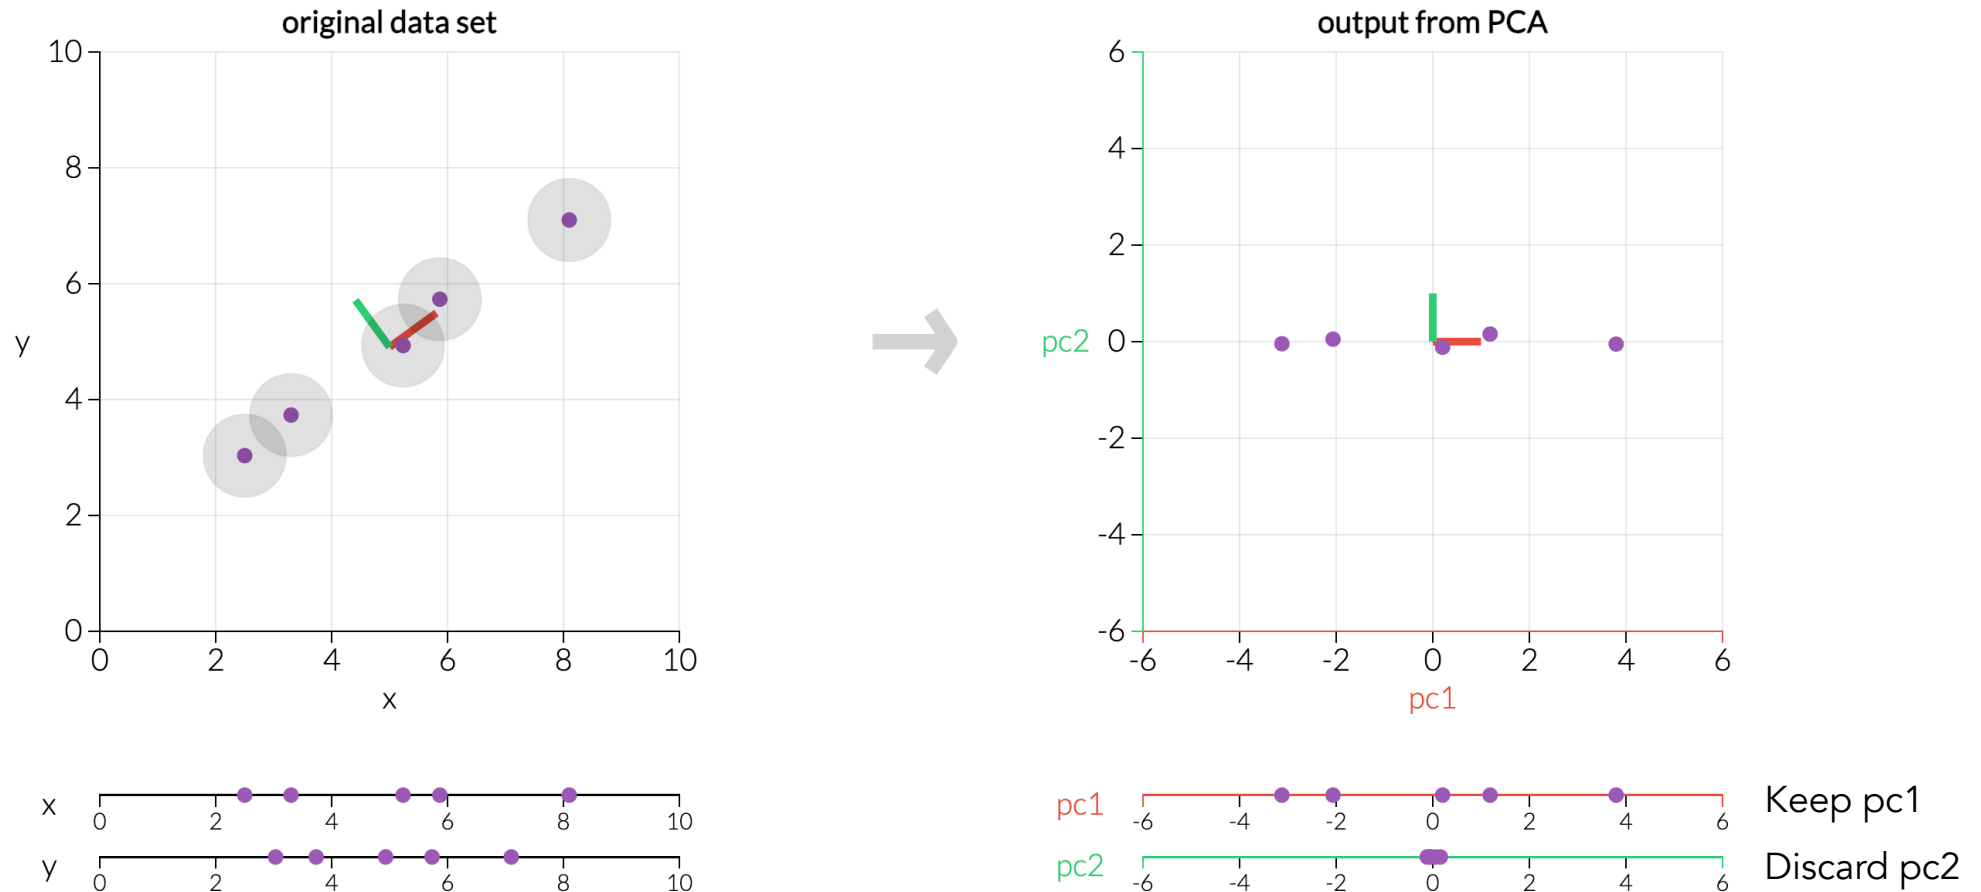 original data set
10
8
6
y
4
2
0
0 2 4 6 8 10
x
output from PCA
6
4
2
pc2 0
-2
-4
-6
-6 -4 -2 0 2 4 6
pc1
x
0 2 4 6 8 10
y
0 2 4 6 8 10
pc1
-6 -4 -2 0 2 4 6
Keep pc1
pc2
-6 -4 -2 0 2 4 6
Discard pc2